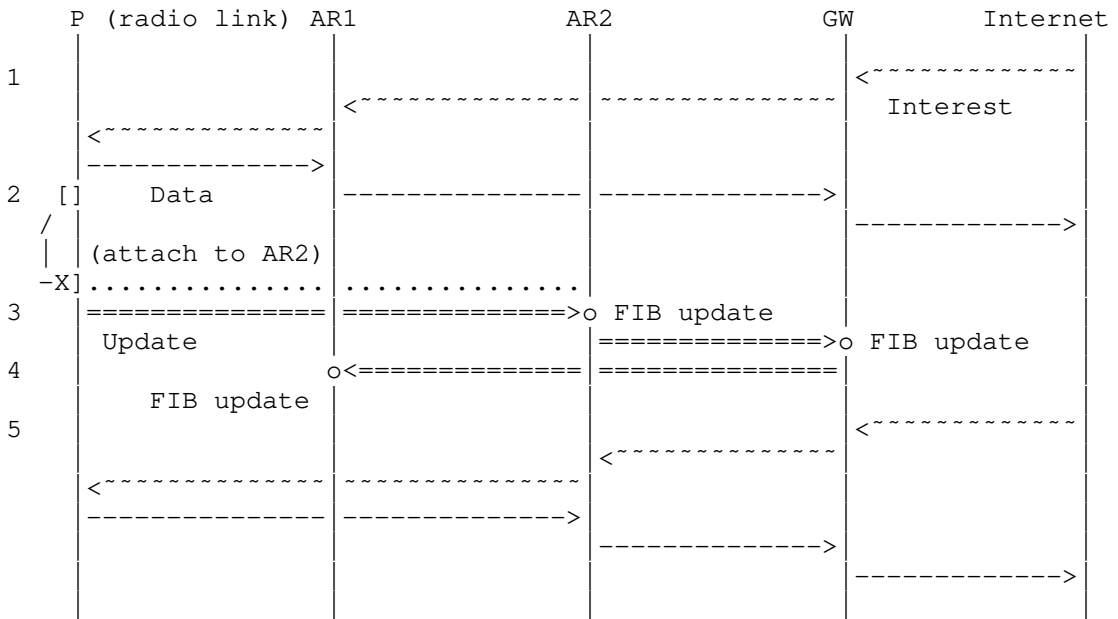 P (radio link) AR1 AR2 GW Internet
1
Interest
2 [] Data
(attach to AR2)
-X]
3 FIB update
Update FIB update
4
FIB update
5